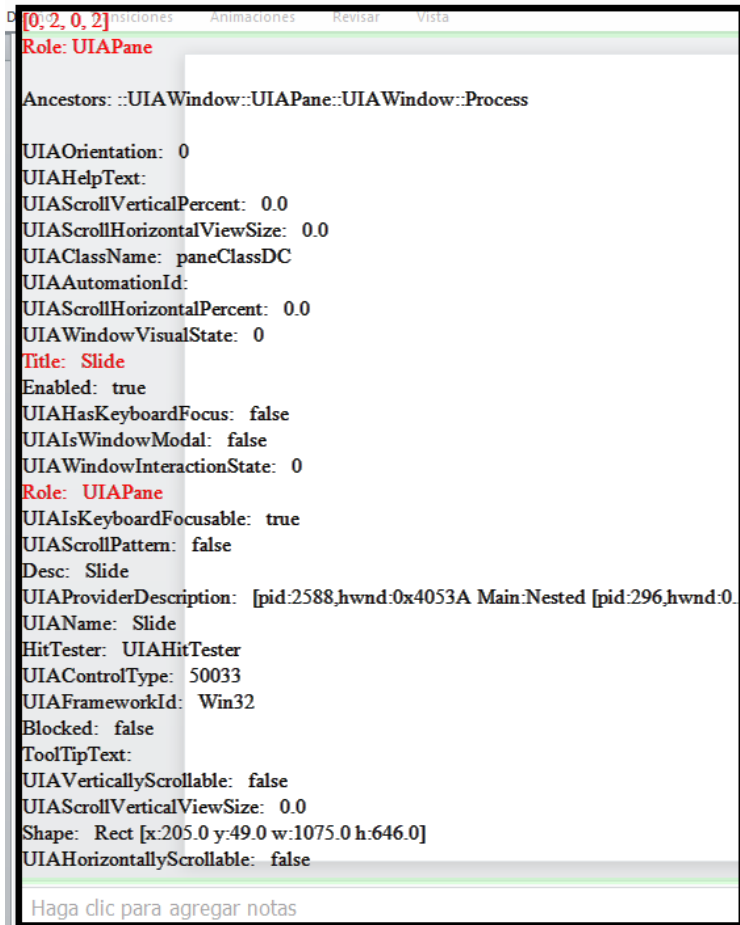 Transiciones Animaciones Revisar Vista
[0, 2, 0, 2]
Role: UIAPane
Ancestors: ::UIAWindow::UIAPane::UIAWindow::Process
UIAOrientation: 0
UIAHelpText:
UIAScrollVerticalPercent: 0.0
UIAScrollHorizontalViewSize: 0.0
UIAClassName: paneClassDC
UIAAutomationId:
UIAScrollHorizontalPercent: 0.0
UIAWindowVisualState: 0
Title: Slide
Enabled: true
UIAHasKeyboardFocus: false
UIAIsWindowModal: false
UIAWindowInteractionState: 0
Role: UIAPane
UIAIsKeyboardFocusable: true
UIAScrollPattern: false
Desc: Slide
UIAProviderDescription: [pid:2588,hwnd:0x4053A Main:Nested [pid:296,hwnd:0..
UIAName: Slide
HitTester: UIAHitTester
UIAControlType: 50033
UIAFrameworkId: Win32
Blocked: false
ToolTipText:
UIAVerticallyScrollable: false
UIAScrollVerticalViewSize: 0.0
Shape: Rect [x:205.0 y:49.0 w:1075.0 h:646.0]
UIAHorizontallyScrollable: false
Haga clic para agregar notas